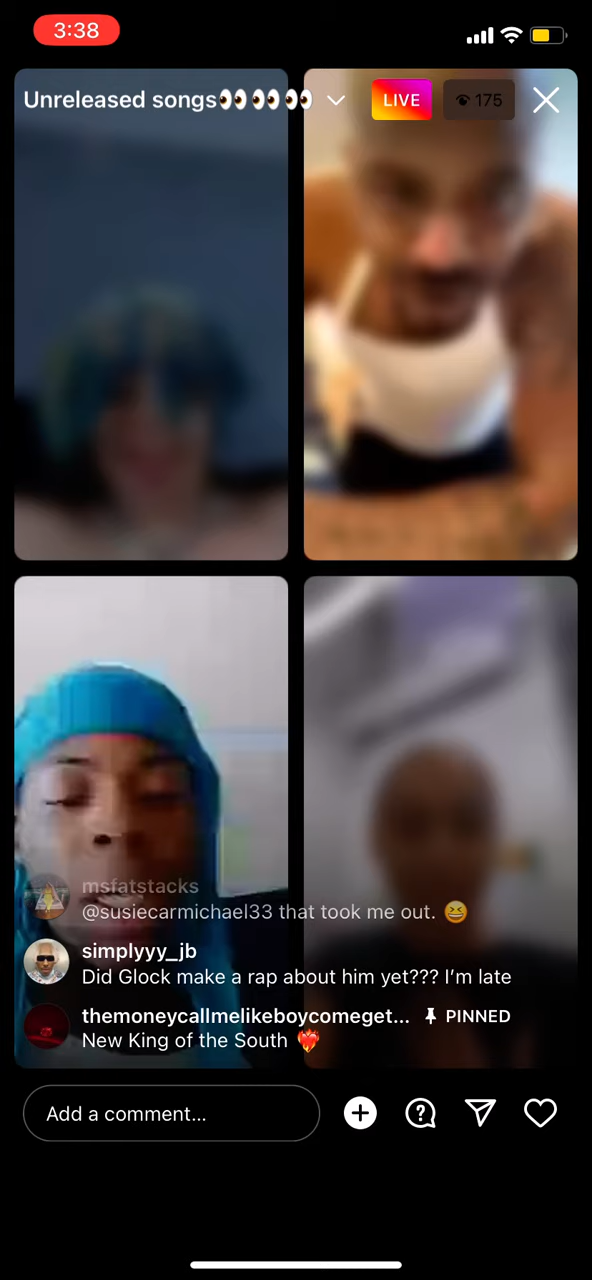 3:38
Unreleased songs👀👀👀
LIVE
175
msfatstacks
@susiecarmichael33 that took me out. 😆
simplyyy_jb
Did Glock make a rap about him yet??? I'm late
themoneycallmelikeboycomeget... PINNED
New King of the South ❤️‍🔥
Add a comment...